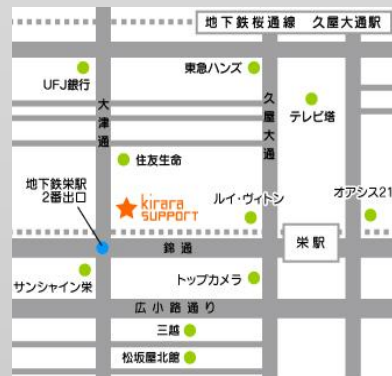 地下鉄桜通線 久屋大通駅
東急ハンズ
UFJ銀行
大津通
久屋大通
テレビ塔
住友生命
地下鉄栄駅
2番出口
kirara
SUPPORT
ルイ・ヴィトン
オアシス21
錦通
栄駅
サンシャイン栄
トップカメラ
広小路通り
三越
松坂屋北館